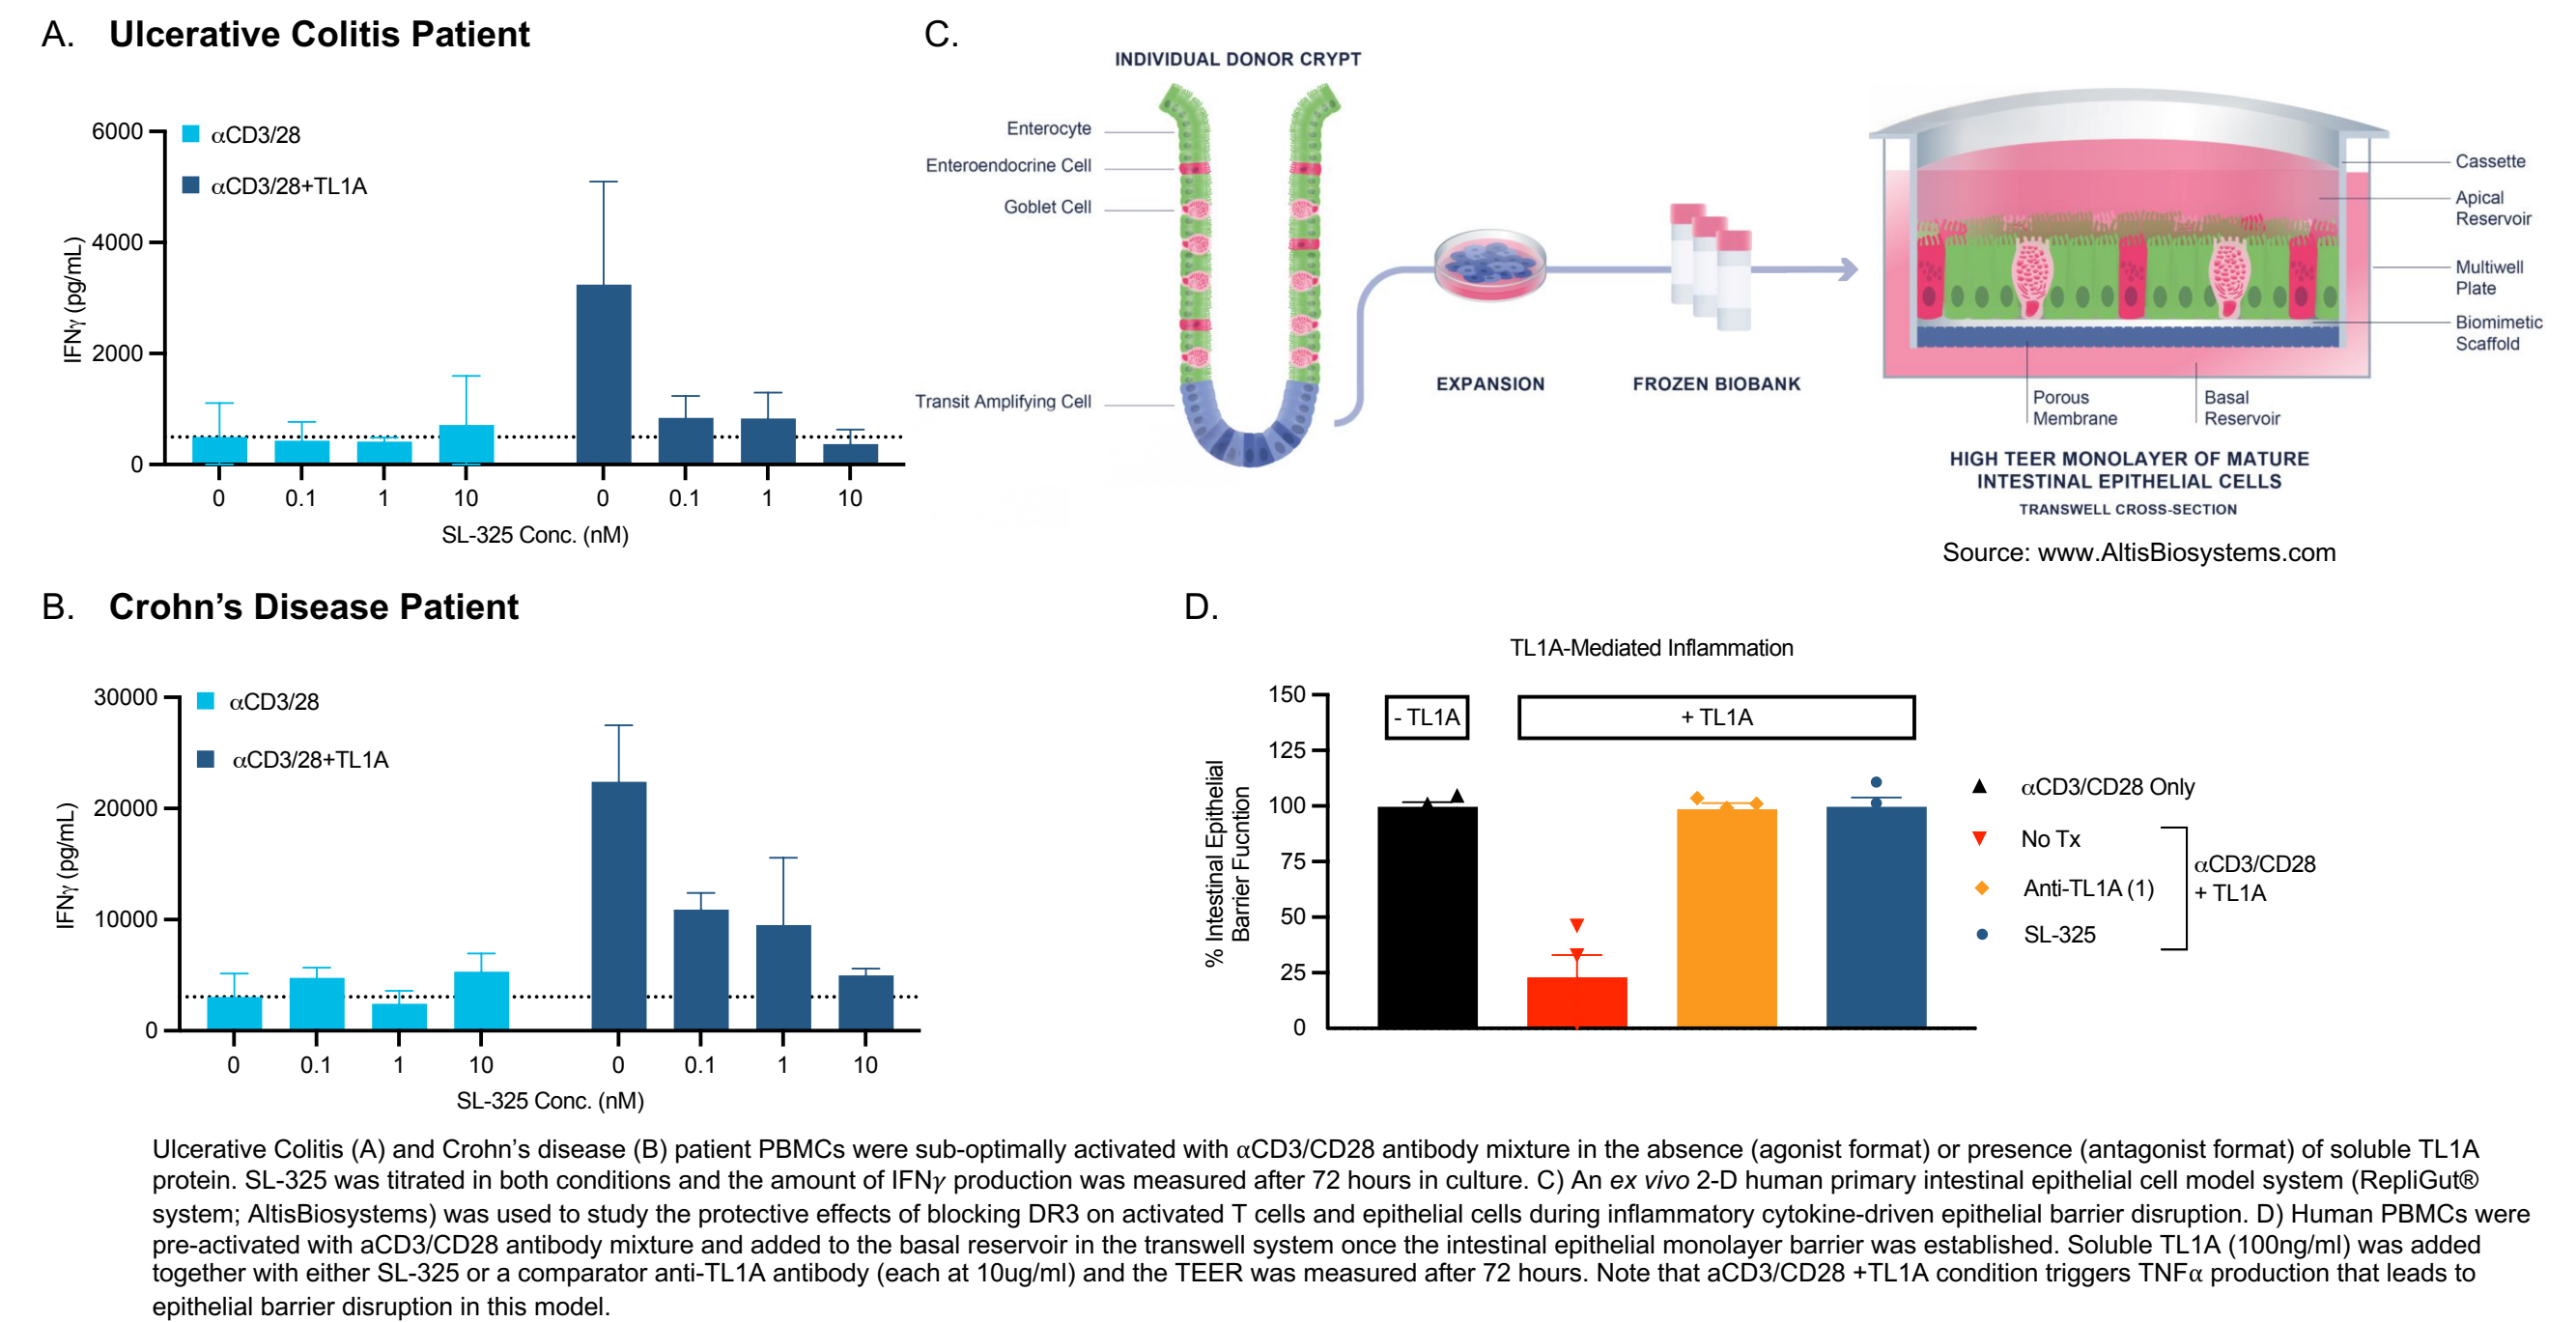 A. Ulcerative Colitis Patient
6000
4000
2000
0
IFNγ (pg/mL)
αCD3/28
αCD3/28+TL1A
0 0.1 1 10 0 0.1 1 10
SL-325 Conc. (nM)
C.
INDIVIDUAL DONOR CRYPT
Enterocyte
Enteroendocrine Cell
Goblet Cell
Transit Amplifying Cell
EXPANSION
FROZEN BIOBANK
Cassette
Apical
Reservoir
Multiwell
Plate
Biomimetic
Scaffold
Porous
Membrane
Basal
Reservoir
HIGH TEER MONOLAYER OF MATURE
INTESTINAL EPITHELIAL CELLS
TRANSWELL CROSS-SECTION
Source: www.AltisBiosystems.com
B. Crohn’s Disease Patient
30000
20000
10000
0
IFNγ (pg/mL)
αCD3/28
αCD3/28+TL1A
0 0.1 1 10 0 0.1 1 10
SL-325 Conc. (nM)
D.
TL1A-Mediated Inflammation
150
125
100
75
50
25
0
% Intestinal Epithelial
Barrier Fucntion
- TL1A
+ TL1A
αCD3/CD28 Only
No Tx
Anti-TL1A (1)
SL-325
αCD3/CD28
+ TL1A
Ulcerative Colitis (A) and Crohn’s disease (B) patient PBMCs were sub-optimally activated with αCD3/CD28 antibody mixture in the absence (agonist format) or presence (antagonist format) of soluble TL1A
protein. SL-325 was titrated in both conditions and the amount of IFNγ production was measured after 72 hours in culture. C) An ex vivo 2-D human primary intestinal epithelial cell model system (RepliGut®
system; AltisBiosystems) was used to study the protective effects of blocking DR3 on activated T cells and epithelial cells during inflammatory cytokine-driven epithelial barrier disruption. D) Human PBMCs were
pre-activated with aCD3/CD28 antibody mixture and added to the basal reservoir in the transwell system once the intestinal epithelial monolayer barrier was established. Soluble TL1A (100ng/ml) was added
together with either SL-325 or a comparator anti-TL1A antibody (each at 10ug/ml) and the TEER was measured after 72 hours. Note that aCD3/CD28 +TL1A condition triggers TNFα production that leads to
epithelial barrier disruption in this model.